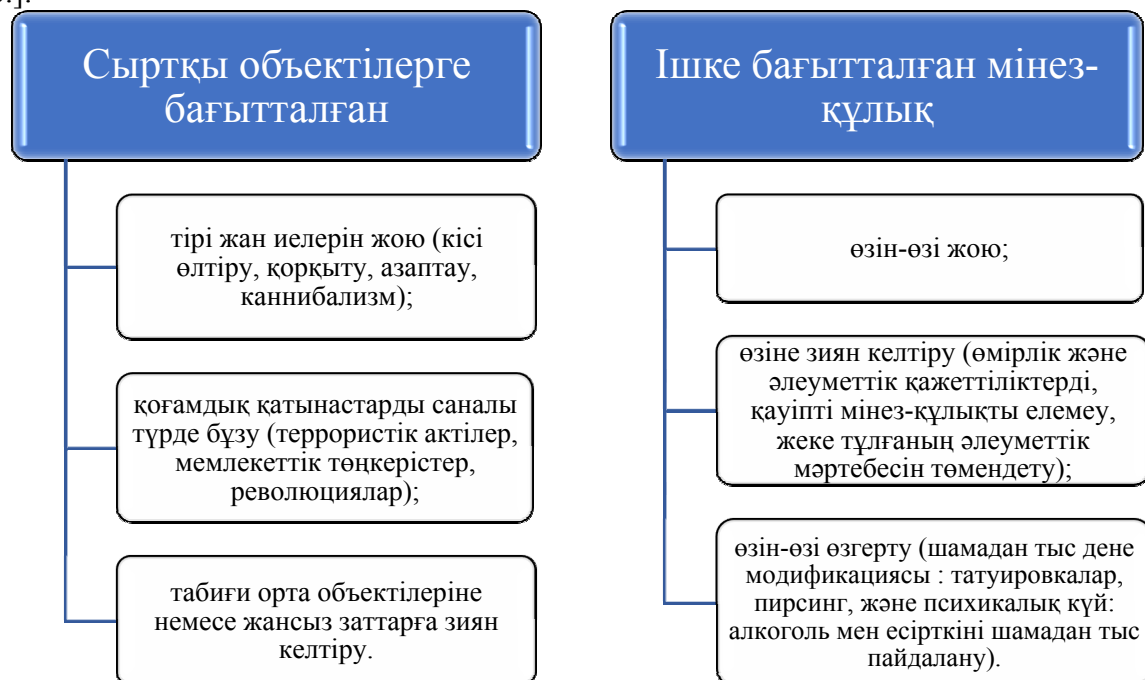 Сыртқы объектілерге
бағытталған
тірі жан иелерін жою (кісі
өлтіру, қорқыту, азаптау,
каннибализм);
қоғамдық қатынастарды саналы
түрде бұзу (террористік актілер,
мемлекеттік төңкерістер,
революциялар);
табиғи орта объектілеріне
немесе жансыз заттарға зиян
келтіру.
Ішке бағытталған мінез-
құлық
өзін-өзі жою;
өзіне зиян келтіру (өмірлік және
әлеуметтік қажеттіліктерді,
қауіпті мінез-құлықты елемеу,
жеке тұлғаның әлеуметтік
мәртебесін төмендету);
өзін-өзі өзгерту (шамадан тыс дене
модификациясы : татуировкалар,
пирсинг, және психикалық күй:
алкоголь мен есірткіні шамадан тыс
пайдалану).